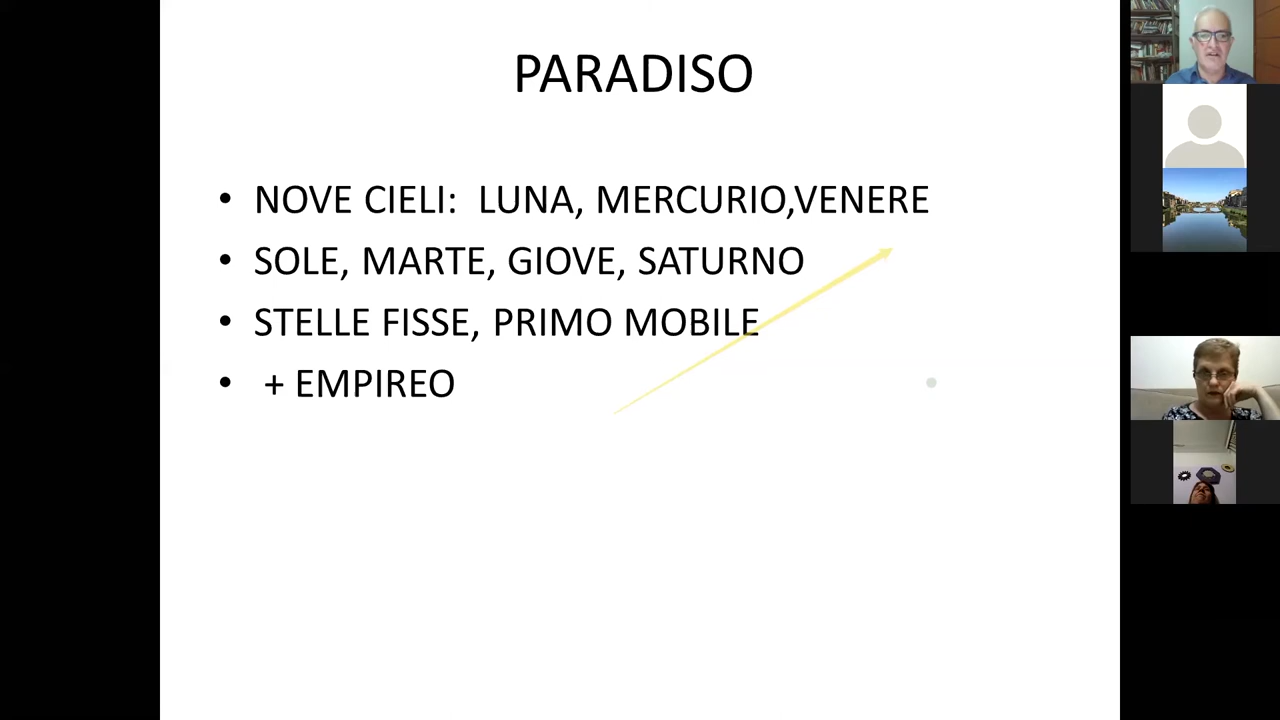 PARADISO
• NOVE CIELI: LUNA, MERCURIO,VENERE
• SOLE, MARTE, GIOVE, SATURNO
• STELLE FISSE, PRIMO MOBILE
• + EMPIREO